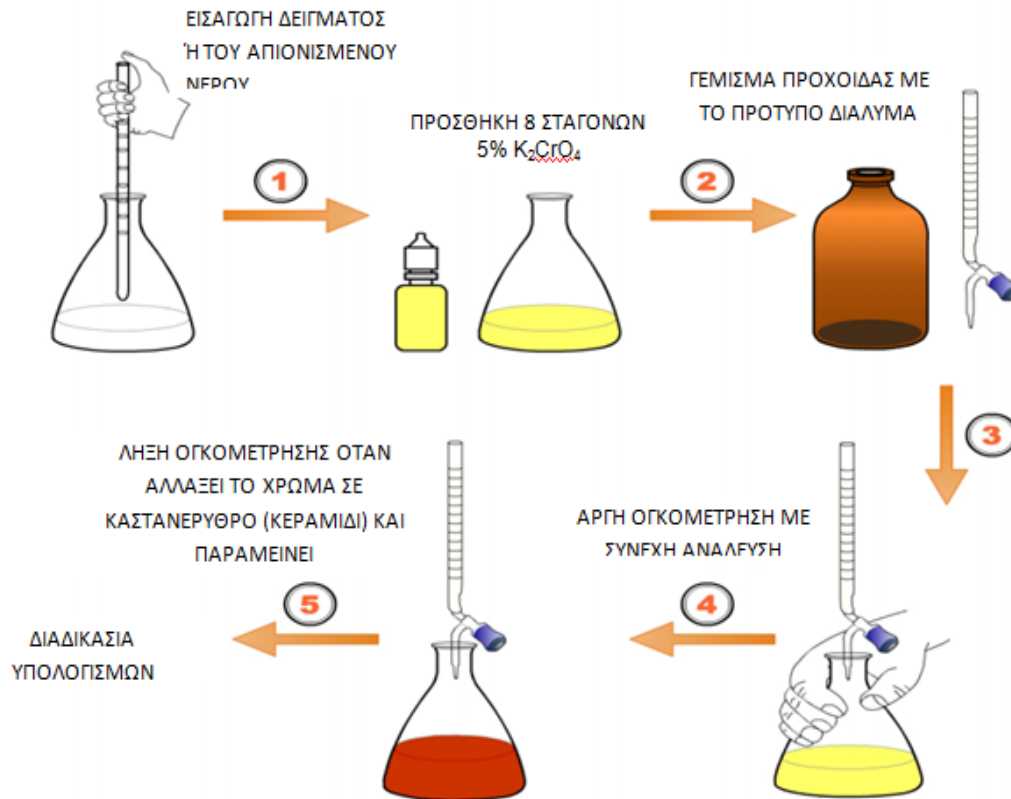 ΕΙΣΑΓΩΓΗ ΔΕΙΓΜΑΤΟΣ
Ή ΤΟΥ ΑΠΙΟΝΙΣΜΕΝΟΥ
ΝΕΡΟΥ
1
ΠΡΟΣΘΗΚΗ 8 ΣΤΑΓΟΝΩΝ
5% K₂CrO₄
2
ΓΕΜΙΣΜΑ ΠΡΟΧΟΙΔΑΣ ΜΕ
ΤΟ ΠΡΟΤΥΠΟ ΔΙΑΛΥΜΑ
3
ΑΡΓΗ ΟΓΚΟΜΕΤΡΗΣΗ ΜΕ
ΣΥΝΕΧΗ ΑΝΑΔΕΥΣΗ
4
ΛΗΞΗ ΟΓΚΟΜΕΤΡΗΣΗΣ ΟΤΑΝ
ΑΛΛΑΞΕΙ ΤΟ ΧΡΩΜΑ ΣΕ
ΚΑΣΤΑΝΕΡΥΘΡΟ (ΚΕΡΑΜΙΔΙ) ΚΑΙ
ΠΑΡΑΜΕΙΝΕΙ
5
ΔΙΑΔΙΚΑΣΙΑ
ΥΠΟΛΟΓΙΣΜΩΝ